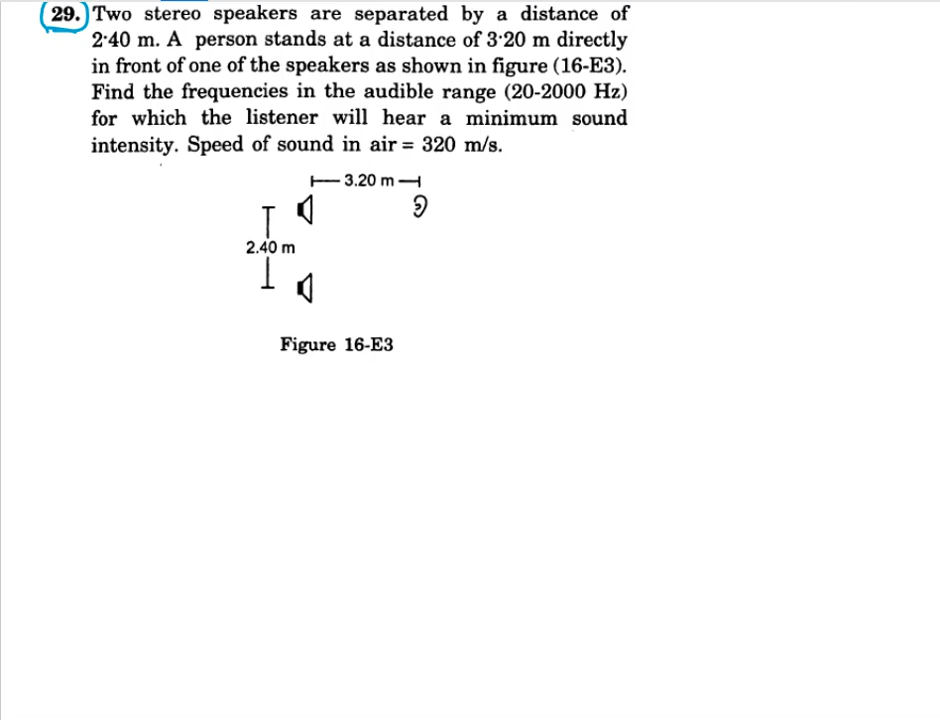 29. Two stereo speakers are separated by a distance of
2·40 m. A person stands at a distance of 3·20 m directly
in front of one of the speakers as shown in figure (16-E3).
Find the frequencies in the audible range (20-2000 Hz)
for which the listener will hear a minimum sound
intensity. Speed of sound in air = 320 m/s.
3.20 m
2.40 m
Figure 16-E3